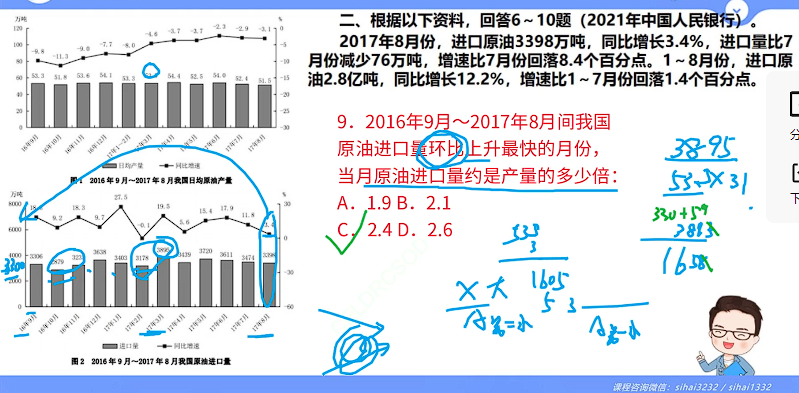 二、根据以下资料，回答6～10题（2021年中国人民银行）。
2017年8月份，进口原油3398万吨，同比增长3.4%，进口量比7
月份减少76万吨，增速比7月份回落8.4个百分点。1～8月份，进口原
油2.8亿吨，同比增长12.2%，增速比1～7月份回落1.4个百分点。
万吨
%
120
100
80
60
40
20
0
5
0
-5
-10
-15
-20
-25
-30
-9.8 -11.3 -9.0 -7.7 -8.0 -4.6 -3.7 -3.7 -2.3 -2.9 -3.1
53.3 51.8 53.6 54.1 53.3 54.4 52.5 54.0 52.4 51.5
16年9月 16年10月 16年11月 16年12月 17年1—2月 17年3月 17年4月 17年5月 17年6月 17年7月 17年8月
日均产量 同比增速
图1 2016年9月～2017年8月我国日均原油产量
万吨
%
8000
6000
4000
2000
0
30
0
-30
-60
18. 9.2 18.3 9.7 27.5 -0.1 19.5 5.6 15.4 17.9 11.8
3306 2879 3235 3638 3403 3178 3895 3439 3720 3611 3474 3398
3300
16年9月 16年10月 16年11月 16年12月 17年1月 17年2月 17年3月 17年4月 17年5月 17年6月 17年7月 17年8月
进口量 同比增速
图2 2016年9月～2017年8月我国原油进口量
9．2016年9月～2017年8月间我国
原油进口量环比上升最快的月份，
当月原油进口量约是产量的多少倍：
A．1.9 B．2.1
C．2.4 D．2.6
3895
53.3×31
1658
533
3
1605
53
课程咨询微信：sihai3232 / sihai1332